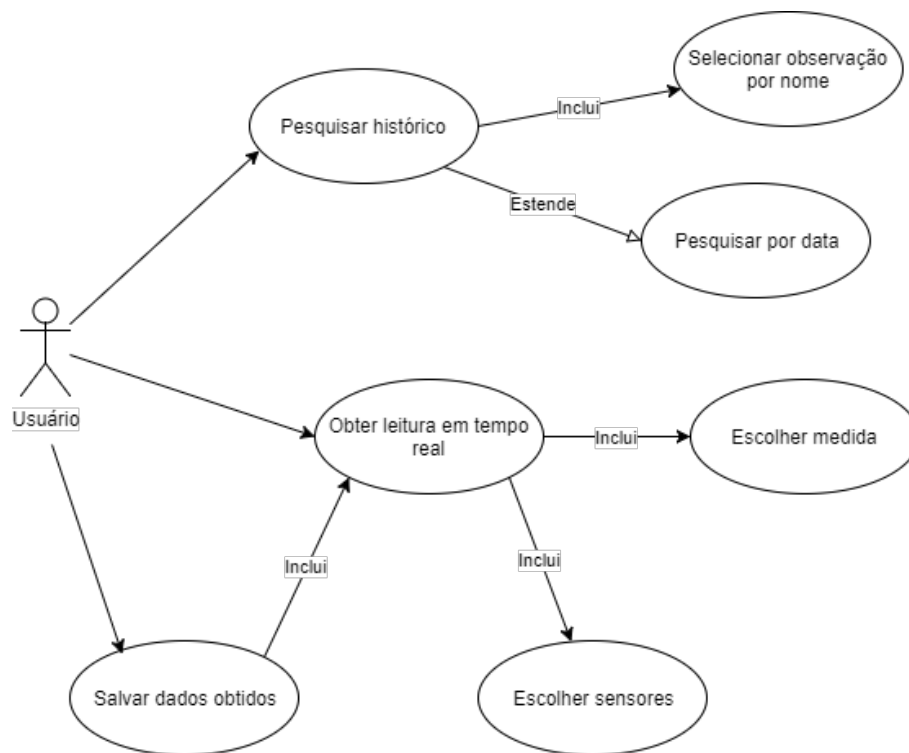 Selecionar observação
por nome
Pesquisar histórico
Inclui
Estende
Pesquisar por data
Usuário
Obter leitura em tempo
real
Inclui
Escolher medida
Inclui
Inclui
Salvar dados obtidos
Escolher sensores